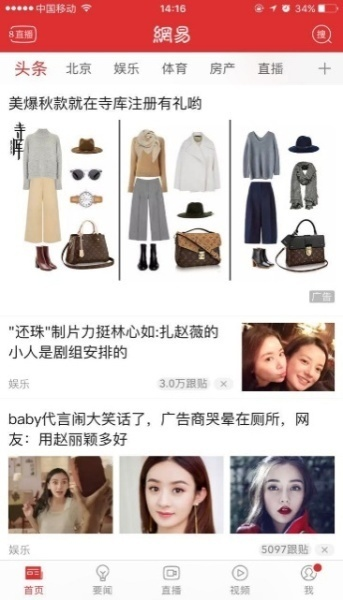 中国移动
14:16
8直播
網易
搜
头条 北京 娱乐 体育 房产 直播 +
美爆秋款就在寺库注册有礼哟
寺库
广告
"还珠"制片力挺林心如:扎赵薇的
小人是剧组安排的
娱乐
3.0万跟贴
baby代言闹大笑话了，广告商哭晕在厕所，网
友：用赵丽颖多好
娱乐
5097跟贴
首页 要闻 直播 视频 我